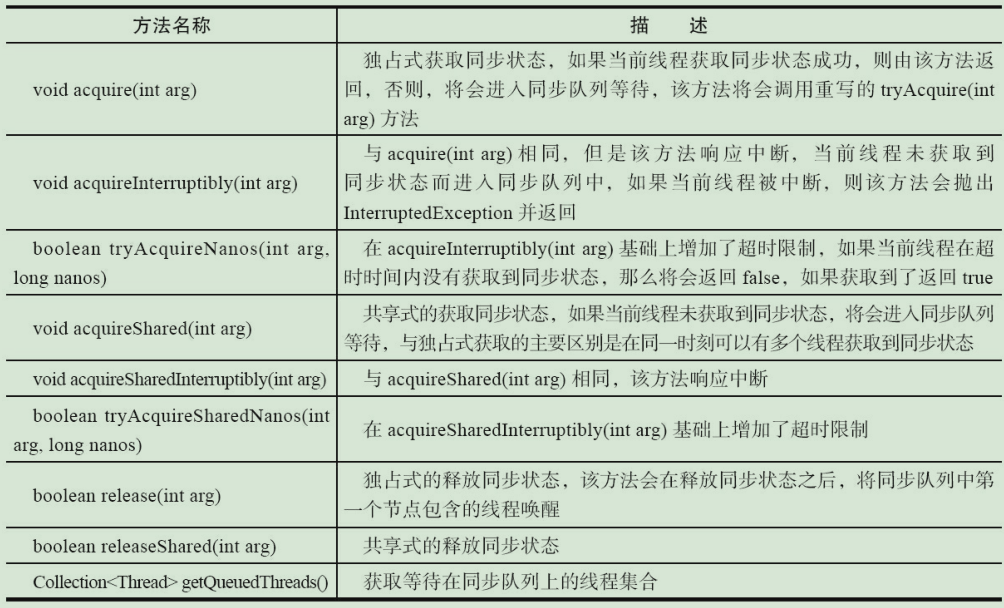 方法名称
描 述
void acquire(int arg)
独占式获取同步状态，如果当前线程获取同步状态成功，则由该方法返
回，否则，将会进入同步队列等待，该方法将会调用重写的 tryAcquire(int
arg) 方法
void acquireInterruptibly(int arg)
与 acquire(int arg) 相同，但是该方法响应中断，当前线程未获取到
同步状态而进入同步队列中，如果当前线程被中断，则该方法会抛出
InterruptedException 并返回
boolean tryAcquireNanos(int arg,
long nanos)
在 acquireInterruptibly(int arg) 基础上增加了超时限制，如果当前线程在超
时时间内没有获取到同步状态，那么将会返回 false，如果获取到了返回 true
void acquireShared(int arg)
共享式的获取同步状态，如果当前线程未获取到同步状态，将会进入同步队列
等待，与独占式获取的主要区别是在同一时刻可以有多个线程获取到同步状态
void acquireSharedInterruptibly(int arg)
与 acquireShared(int arg) 相同，该方法响应中断
boolean tryAcquireSharedNanos(int
arg, long nanos)
在 acquireSharedInterruptibly(int arg) 基础上增加了超时限制
boolean release(int arg)
独占式的释放同步状态，该方法会在释放同步状态之后，将同步队列中第
一个节点包含的线程唤醒
boolean releaseShared(int arg)
共享式的释放同步状态
Collection<Thread> getQueuedThreads()
获取等待在同步队列上的线程集合